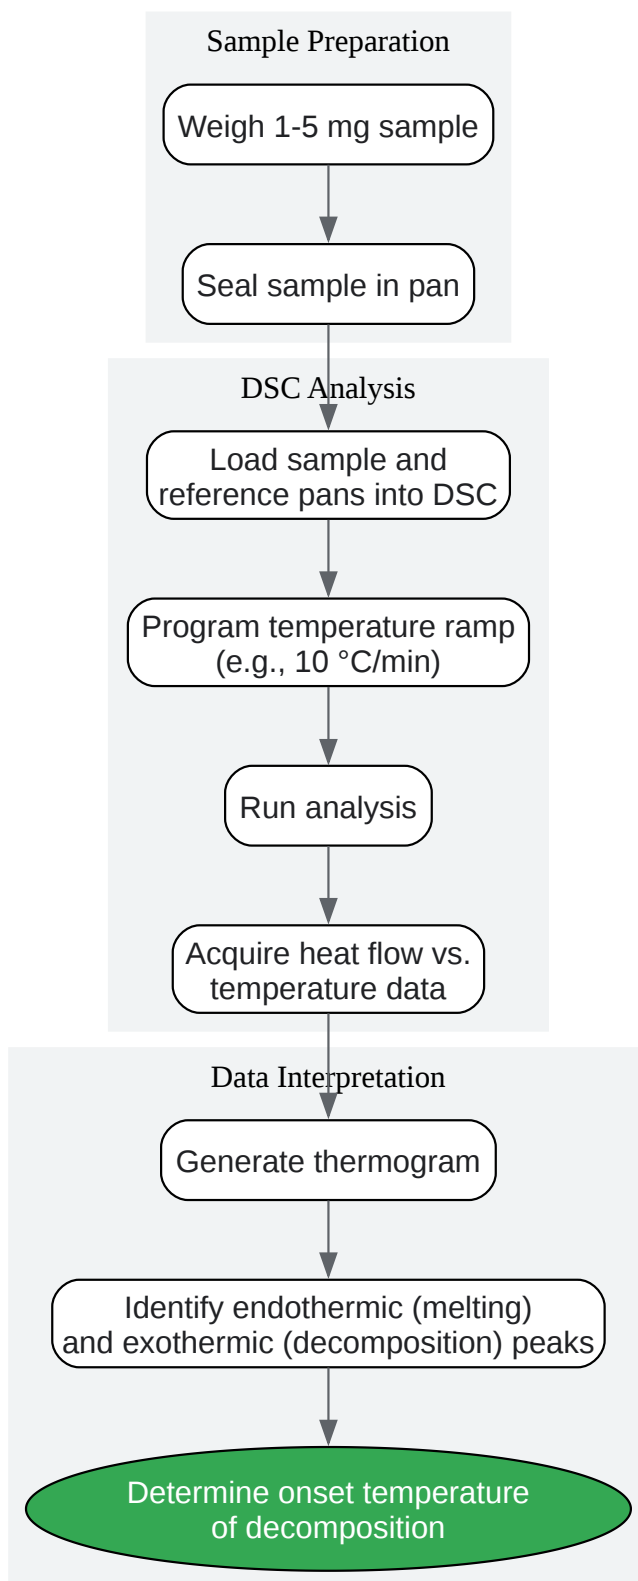 Sample Preparation
Weigh 1-5 mg sample
Seal sample in pan
DSC Analysis
Load sample and
reference pans into DSC
Program temperature ramp
(e.g., 10 °C/min)
Run analysis
Acquire heat flow vs.
temperature data
Data Interpretation
Generate thermogram
Identify endothermic (melting)
and exothermic (decomposition) peaks
Determine onset temperature
of decomposition